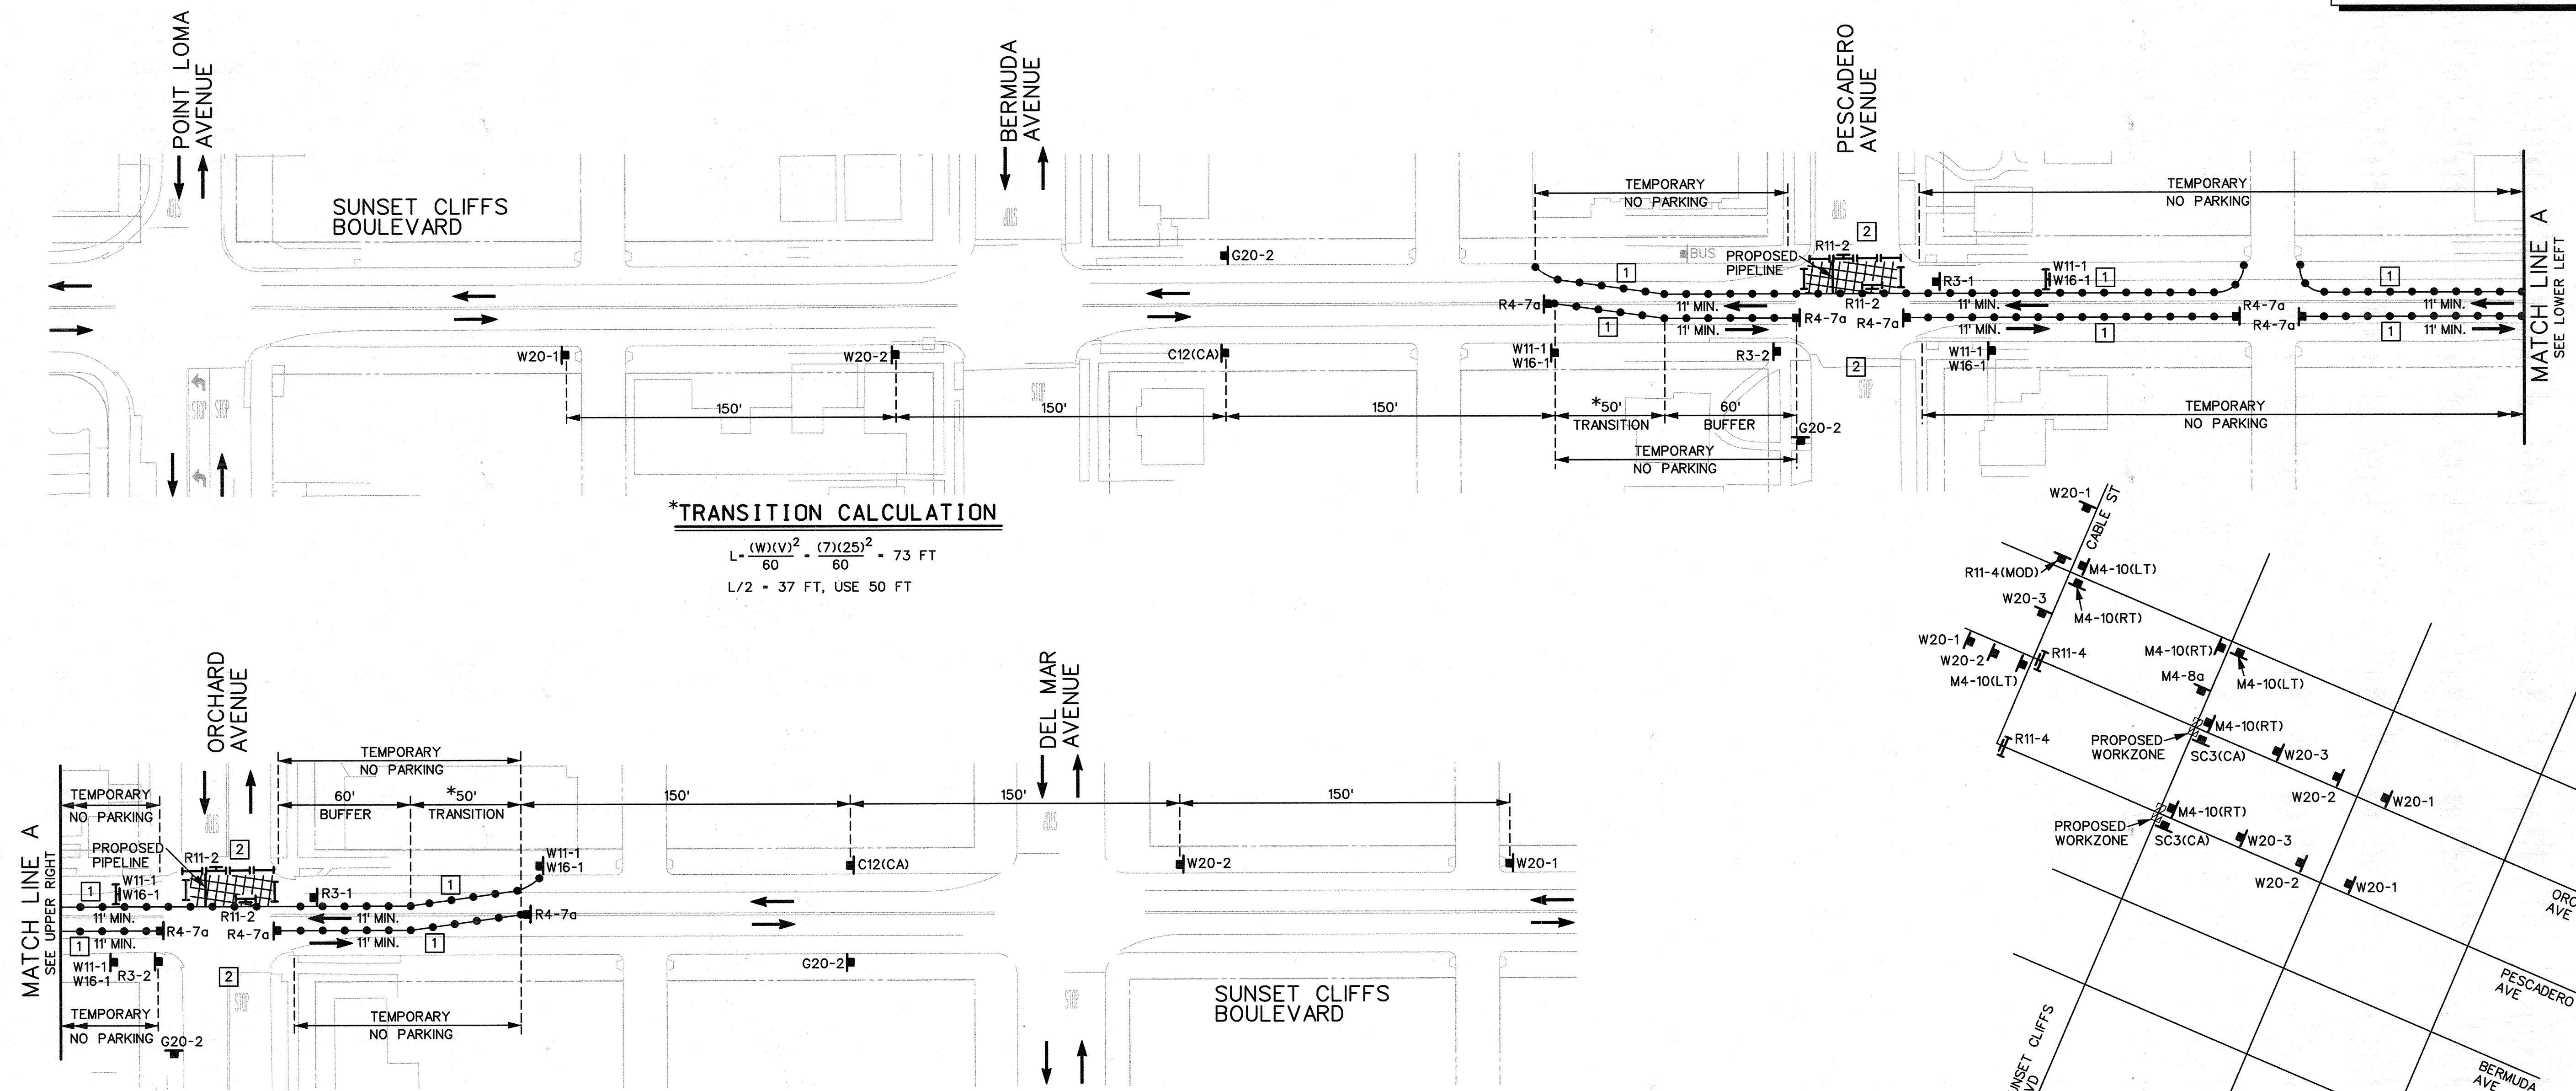 POINT LOMA
AVENUE
BERMUDA
AVENUE
PESCADERO
AVENUE
SUNSET CLIFFS
BOULEVARD
STOP
STOP
STOP
TEMPORARY
NO PARKING
TEMPORARY
NO PARKING
2
R11-2
BUS
PROPOSED
PIPELINE
G20-2
1
R3-1
W11-1
W16-1
1
1
R4-7a
11' MIN.
R11-2
11' MIN.
11' MIN.
1
11' MIN.
R4-7a
R4-7a
11' MIN.
1
R4-7a
R4-7a
1
11' MIN.
MATCH LINE A
SEE LOWER LEFT
W20-1
W20-2
C12(CA)
W11-1
W16-1
R3-2
2
W11-1
W16-1
STOP
STOP
STOP
STOP
150'
150'
150'
*50'
TRANSITION
60'
BUFFER
G20-2
TEMPORARY
NO PARKING
TEMPORARY
NO PARKING
*TRANSITION CALCULATION
L=(W)(V)2/60 = (7)(25)2/60 = 73 FT
L/2 = 37 FT, USE 50 FT
ORCHARD
AVENUE
DEL MAR
AVENUE
TEMPORARY
NO PARKING
TEMPORARY
NO PARKING
60'
BUFFER
*50'
TRANSITION
150'
150'
150'
STOP
STOP
MATCH LINE A
SEE UPPER RIGHT
PROPOSED
PIPELINE
R11-2
2
1
W11-1
W16-1
R3-1
1
W11-1
W16-1
C12(CA)
W20-2
W20-1
11' MIN.
R11-2
11' MIN.
R4-7a
1
11' MIN.
R4-7a
R4-7a
11' MIN.
1
W11-1
W16-1
R3-2
2
STOP
STOP
G20-2
TEMPORARY
NO PARKING
G20-2
TEMPORARY
NO PARKING
SUNSET CLIFFS
BOULEVARD
W20-1
CABLE ST
R11-4(MOD)
M4-10(LT)
W20-3
M4-10(RT)
W20-1
W20-2
M4-10(LT)
R11-4
M4-10(RT)
M4-8a
M4-10(LT)
R11-4
M4-10(RT)
PROPOSED
WORKZONE
SC3(CA)
W20-3
W20-2
W20-1
M4-10(RT)
PROPOSED
WORKZONE
SC3(CA)
W20-3
W20-2
W20-1
AVE
PESCADERO
AVE
BERMUDA
AVE
CLIFFS